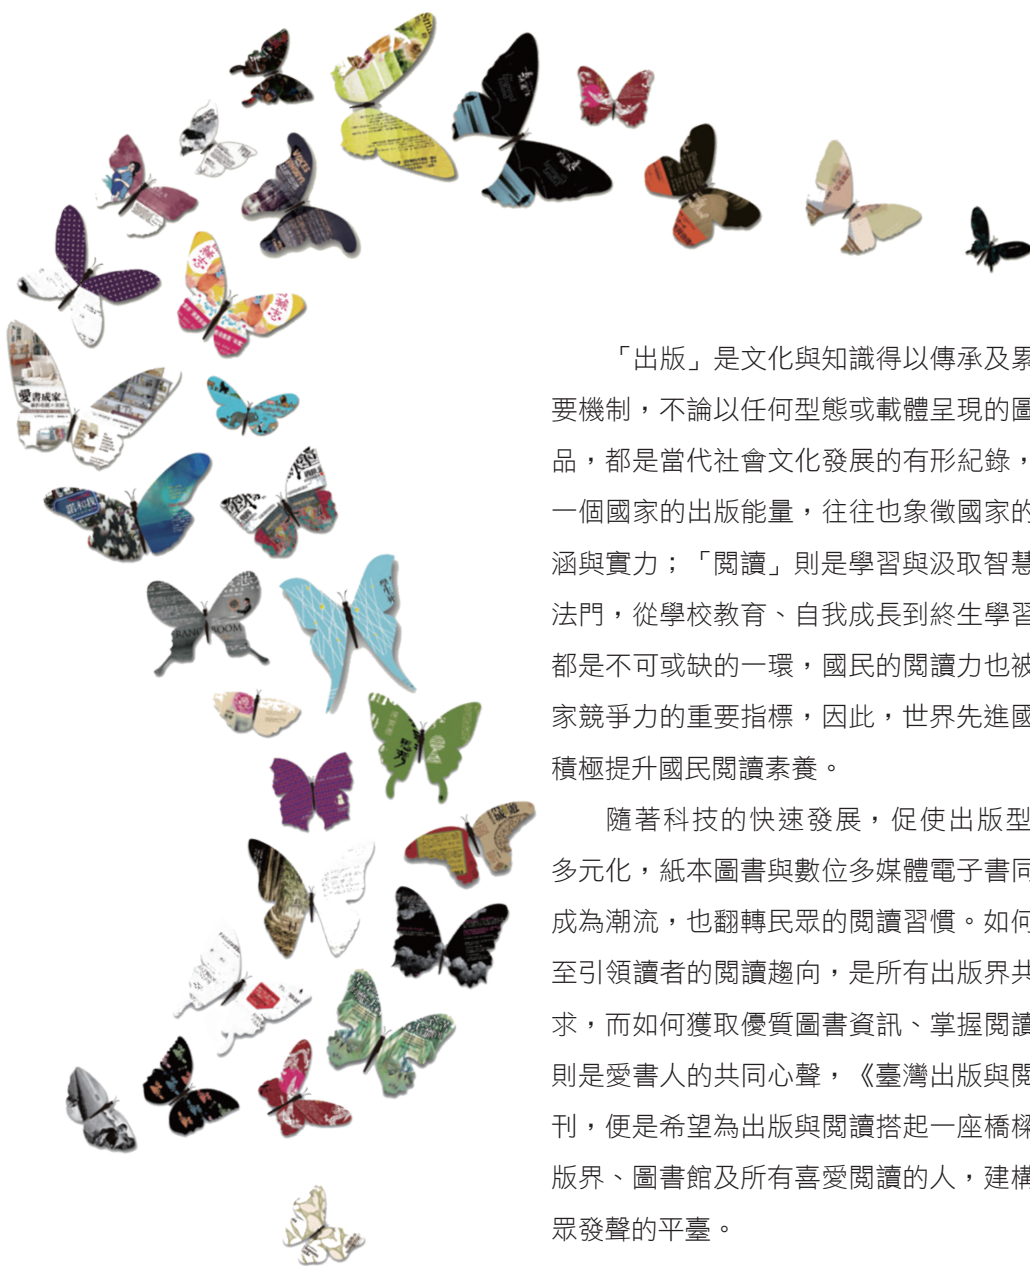 愛書成家
「出版」是文化與知識得以傳承及累
要機制，不論以任何型態或載體呈現的圖
品，都是當代社會文化發展的有形紀錄，
一個國家的出版能量，往往也象徵國家的
涵與實力；「閱讀」則是學習與汲取智慧
法門，從學校教育、自我成長到終生學習
都是不可或缺的一環，國民的閱讀力也被
家競爭力的重要指標，因此，世界先進國
積極提升國民閱讀素養。
隨著科技的快速發展，促使出版型
多元化，紙本圖書與數位多媒體電子書同
成為潮流，也翻轉民眾的閱讀習慣。如何
至引領讀者的閱讀趨向，是所有出版界共
求，而如何獲取優質圖書資訊、掌握閱讀
則是愛書人的共同心聲，《臺灣出版與閱
刊，便是希望為出版與閱讀搭起一座橋樑
版界、圖書館及所有喜愛閱讀的人，建構
眾發聲的平臺。